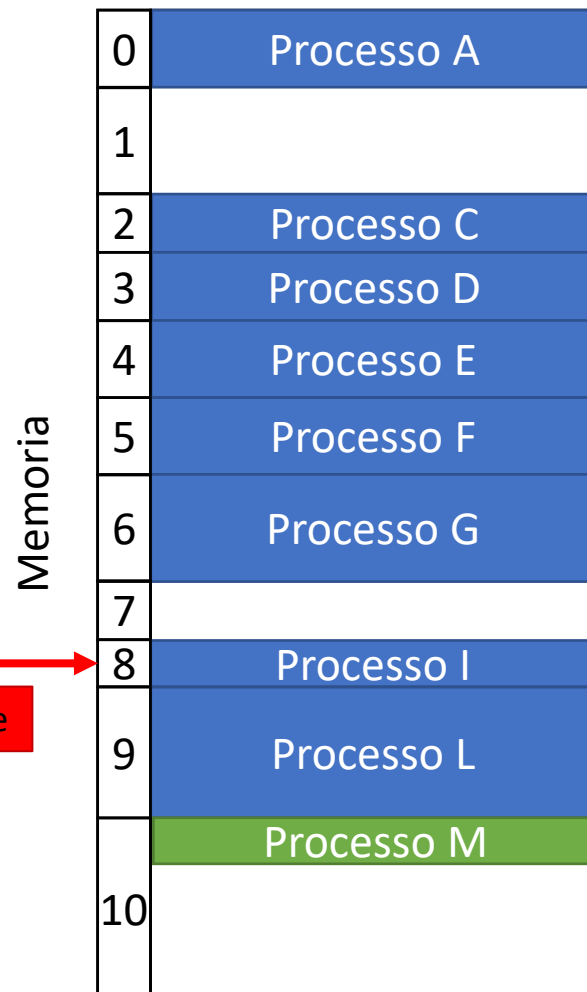 0 Processo A
1
2 Processo C
3 Processo D
4 Processo E
5 Processo F
6 Processo G
7
8 Processo I
9 Processo L
Processo M
10
Memoria